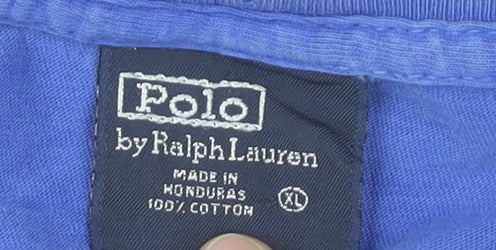 Polo
by Ralph Lauren
MADE IN
HONDURAS
100% COTTON
XL